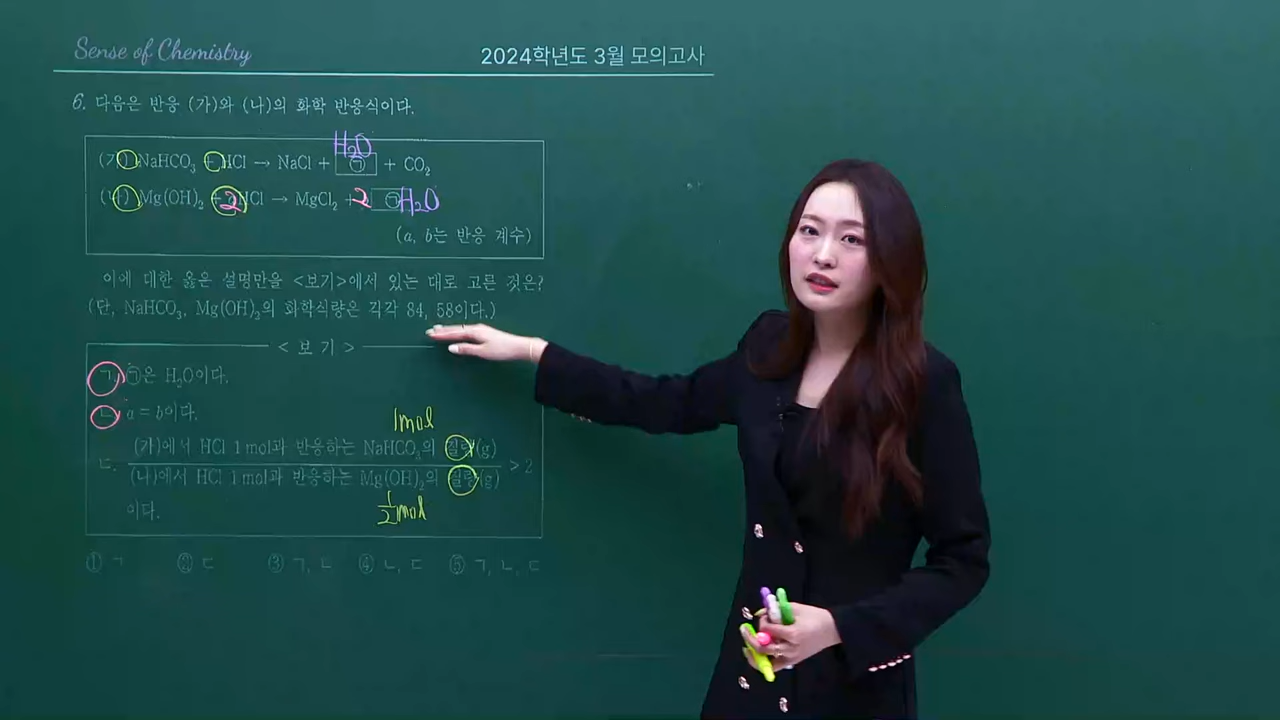 Sense of Chemistry
2024학년도 3월 모의고사
6. 다음은 반응 (가)와 (나)의 화학 반응식이다.
H₂O
(가) NaHCO₃ + HCl → NaCl + ㉠ + CO₂
(나) Mg(OH)₂ + 2HCl → MgCl₂ + 2 ㉠ H₂O
(a, b는 반응 계수)
이에 대한 옳은 설명만을 <보기>에서 있는 대로 고른 것은?
(단, NaHCO₃, Mg(OH)₂의 화학식량은 각각 84, 58이다.)
<보 기>
ㄱ. ㉠은 H₂O이다.
ㄴ. a = b이다.
1mol
(가)에서 HCl 1 mol과 반응하는 NaHCO₃의 질량(g)
ㄷ. > 2
(나)에서 HCl 1 mol과 반응하는 Mg(OH)₂의 질량(g)
이다.
1/2 mol
① ㄱ ② ㄷ ③ ㄱ, ㄴ ④ ㄴ, ㄷ ⑤ ㄱ, ㄴ, ㄷ